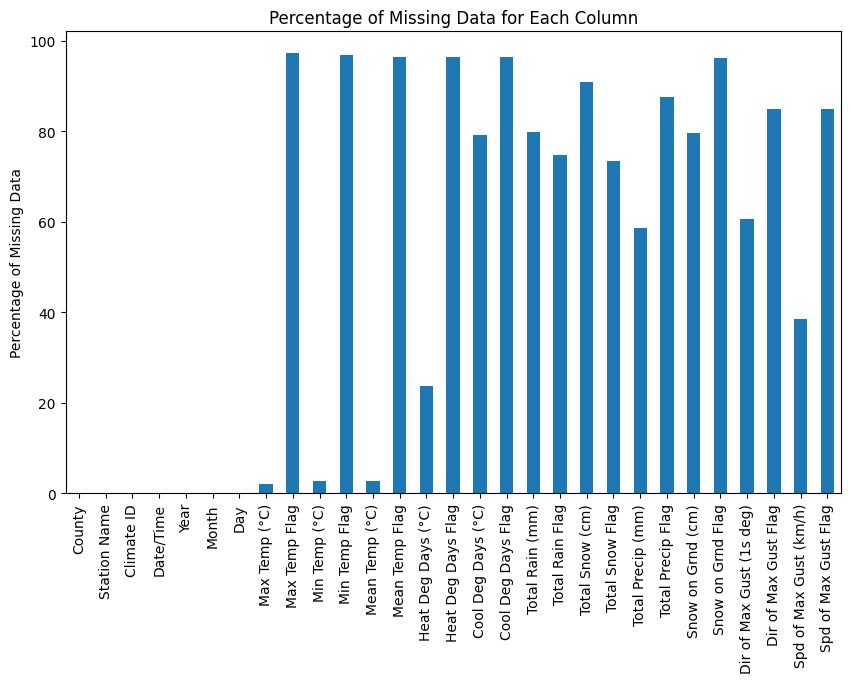 Percentage of Missing Data for Each Column
Percentage of Missing Data
100
80
60
40
20
0
County
Station Name
Climate ID
Date/Time
Year
Month
Day
Max Temp (°C)
Max Temp Flag
Min Temp (°C)
Min Temp Flag
Mean Temp (°C)
Mean Temp Flag
Heat Deg Days (°C)
Heat Deg Days Flag
Cool Deg Days (°C)
Cool Deg Days Flag
Total Rain (mm)
Total Rain Flag
Total Snow (cm)
Total Snow Flag
Total Precip (mm)
Total Precip Flag
Snow on Grnd (cm)
Snow on Grnd Flag
Dir of Max Gust (1s deg)
Dir of Max Gust Flag
Spd of Max Gust (km/h)
Spd of Max Gust Flag